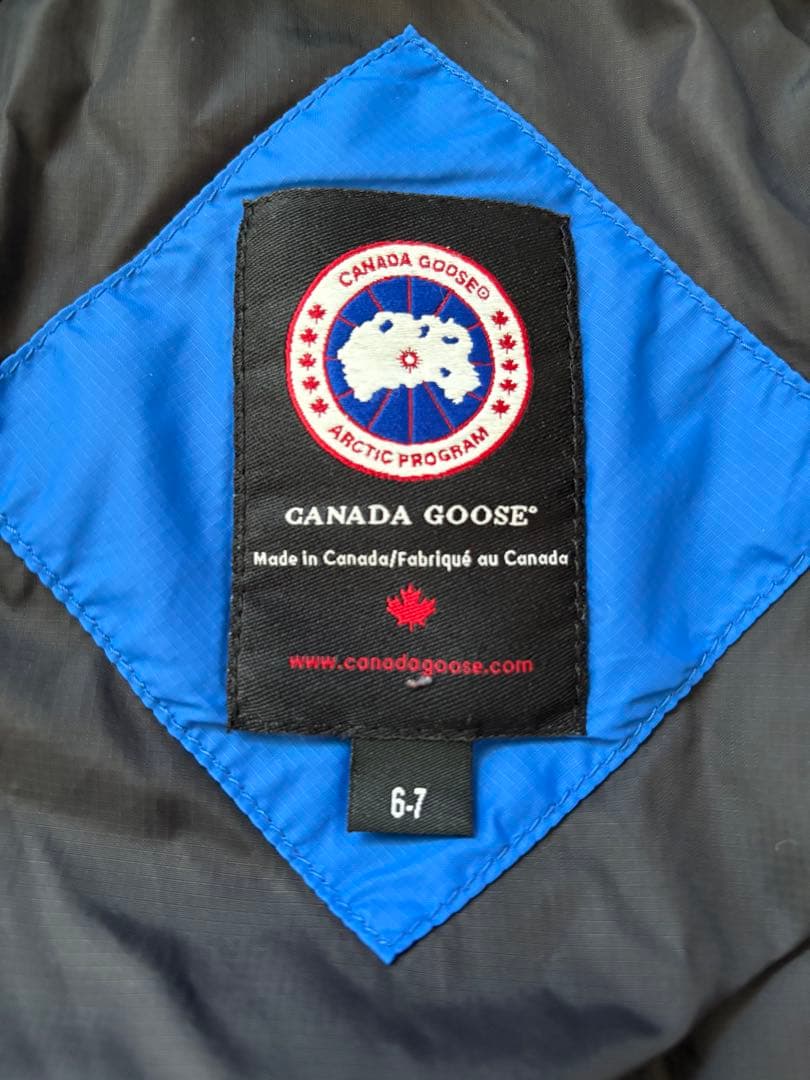 CANADA GOOSE®
ARCTIC PROGRAM
CANADA GOOSE®
Made in Canada/Fabriqué au Canada
www.canadagoose.com
6-7